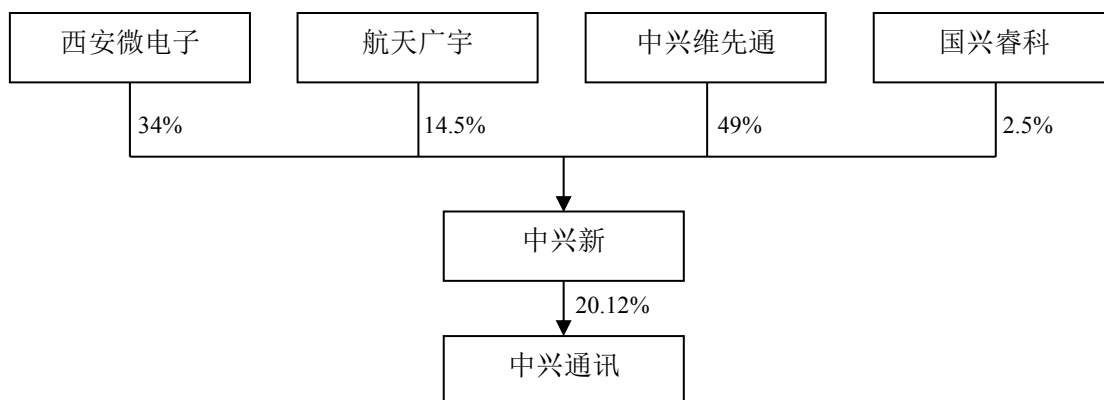 西安微电子
航天广宇
中兴维先通
国兴睿科
34%
14.5%
49%
2.5%
中兴新
20.12%
中兴通讯